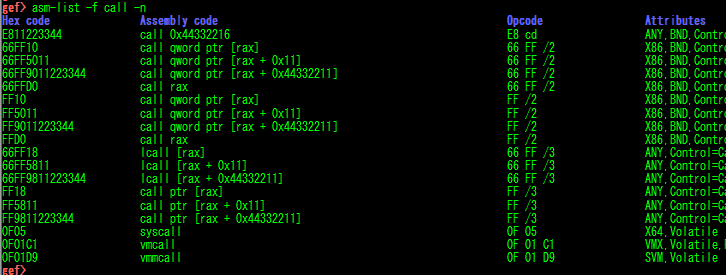 gef> asm-list -f call -n
Hex code Assembly code Opcode Attributes
E811223344 call 0x44332216 E8 cd ANY,BND,Contro
66FF10 call qword ptr [rax] 66 FF /2 X86,BND,Contro
66FF5011 call qword ptr [rax + 0x11] 66 FF /2 X86,BND,Contro
66FF9011223344 call qword ptr [rax + 0x44332211] 66 FF /2 X86,BND,Contro
66FFD0 call rax 66 FF /2 X86,BND,Contro
FF10 call qword ptr [rax] FF /2 X86,BND,Contro
FF5011 call qword ptr [rax + 0x11] FF /2 X86,BND,Contro
FF9011223344 call qword ptr [rax + 0x44332211] FF /2 X86,BND,Contro
FFD0 call rax FF /2 X86,BND,Contro
66FF18 lcall [rax] 66 FF /3 ANY,Control=Ca
66FF5811 lcall [rax + 0x11] 66 FF /3 ANY,Control=Ca
66FF9811223344 lcall [rax + 0x44332211] 66 FF /3 ANY,Control=Ca
FF18 call ptr [rax] FF /3 ANY,Control=Ca
FF5811 call ptr [rax + 0x11] FF /3 ANY,Control=Ca
FF9811223344 call ptr [rax + 0x44332211] FF /3 ANY,Control=Ca
0F05 syscall 0F 05 X64,Volatile
0F01C1 vmcall 0F 01 C1 VMX,Volatile,
0F01D9 vmmcall 0F 01 D9 SVM,Volatile
gef>